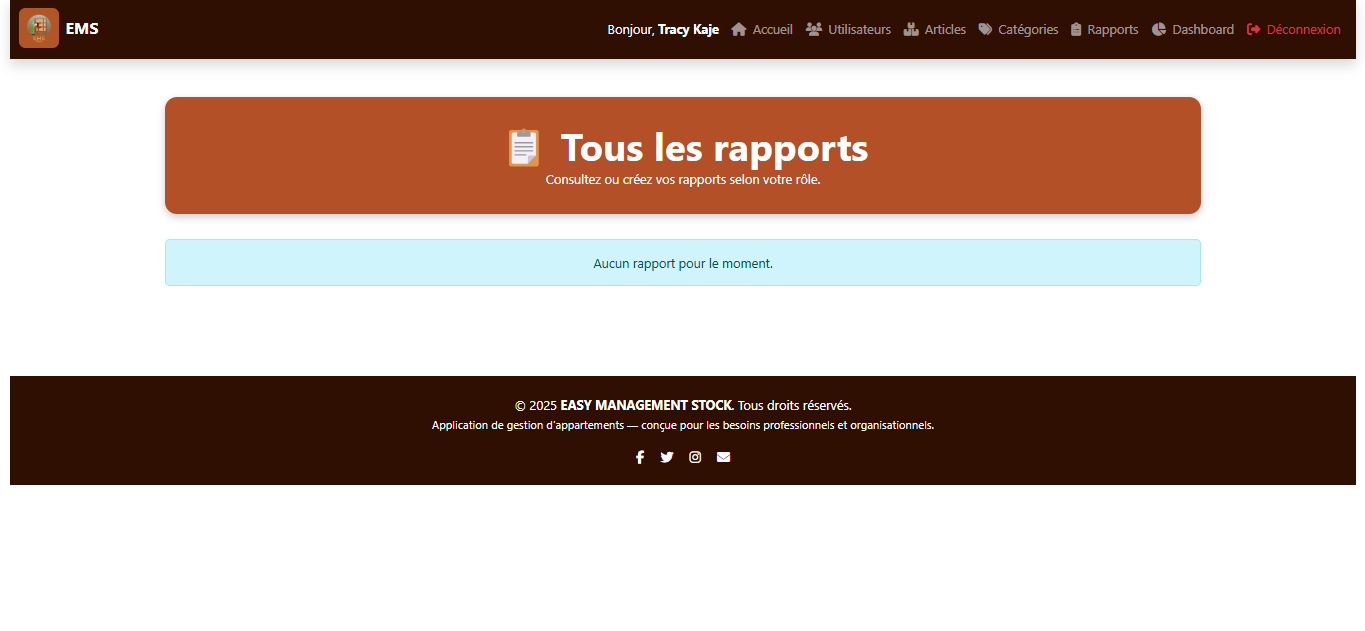 EMS
Bonjour, Tracy Kaje Accueil Utilisateurs Articles Catégories Rapports Dashboard Déconnexion
Tous les rapports
Consultez ou créez vos rapports selon votre rôle.
Aucun rapport pour le moment.
© 2025 EASY MANAGEMENT STOCK. Tous droits réservés.
Application de gestion d'appartements — conçue pour les besoins professionnels et organisationnels.